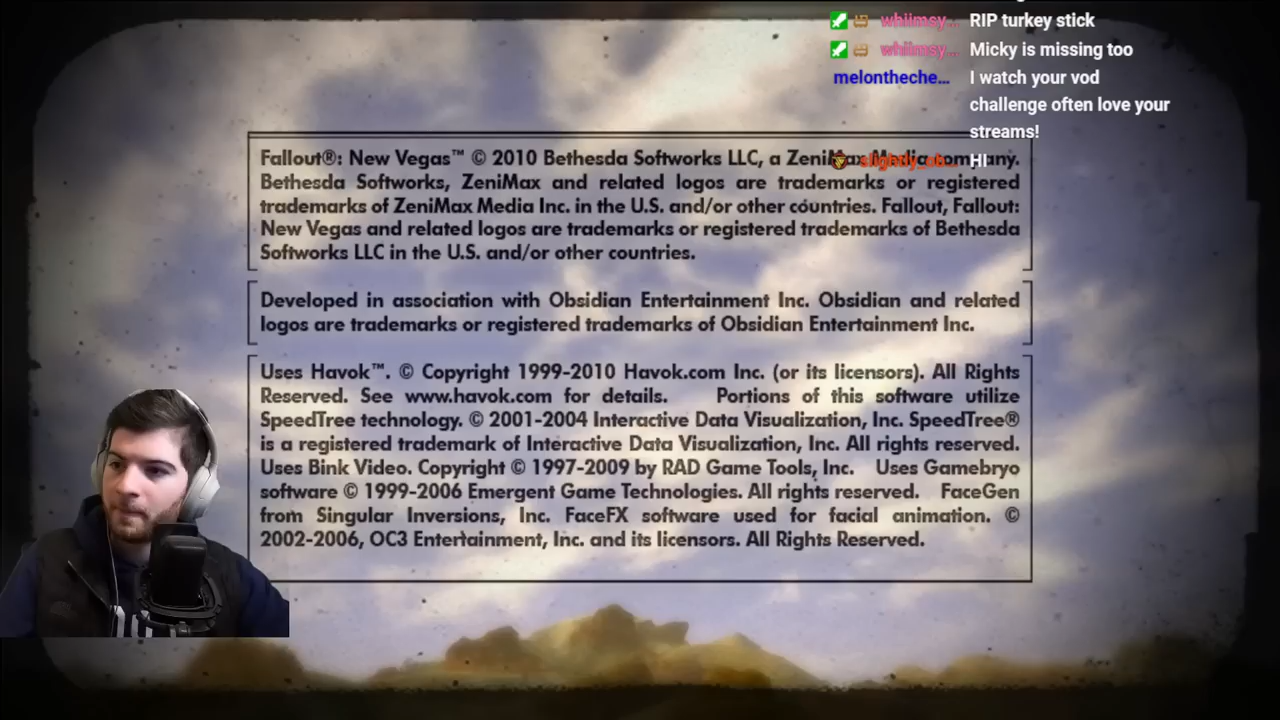 whiimsy... RIP turkey stick
whiimsy... Micky is missing too
melontheche... I watch your vod
challenge often love your
streams!
slightly_ob... HI
Fallout®: New Vegas™ © 2010 Bethesda Softworks LLC, a ZeniMax Media company.
Bethesda Softworks, ZeniMax and related logos are trademarks or registered
trademarks of ZeniMax Media Inc. in the U.S. and/or other countries. Fallout, Fallout:
New Vegas and related logos are trademarks or registered trademarks of Bethesda
Softworks LLC in the U.S. and/or other countries.
Developed in association with Obsidian Entertainment Inc. Obsidian and related
logos are trademarks or registered trademarks of Obsidian Entertainment Inc.
Uses Havok™. © Copyright 1999-2010 Havok.com Inc. (or its licensors). All Rights
Reserved. See www.havok.com for details. Portions of this software utilize
SpeedTree technology. © 2001-2004 Interactive Data Visualization, Inc. SpeedTree®
is a registered trademark of Interactive Data Visualization, Inc. All rights reserved.
Uses Bink Video. Copyright © 1997-2009 by RAD Game Tools, Inc. Uses Gamebryo
software © 1999-2006 Emergent Game Technologies. All rights reserved. FaceGen
from Singular Inversions, Inc. FaceFX software used for facial animation. ©
2002-2006, OC3 Entertainment, Inc. and its licensors. All Rights Reserved.